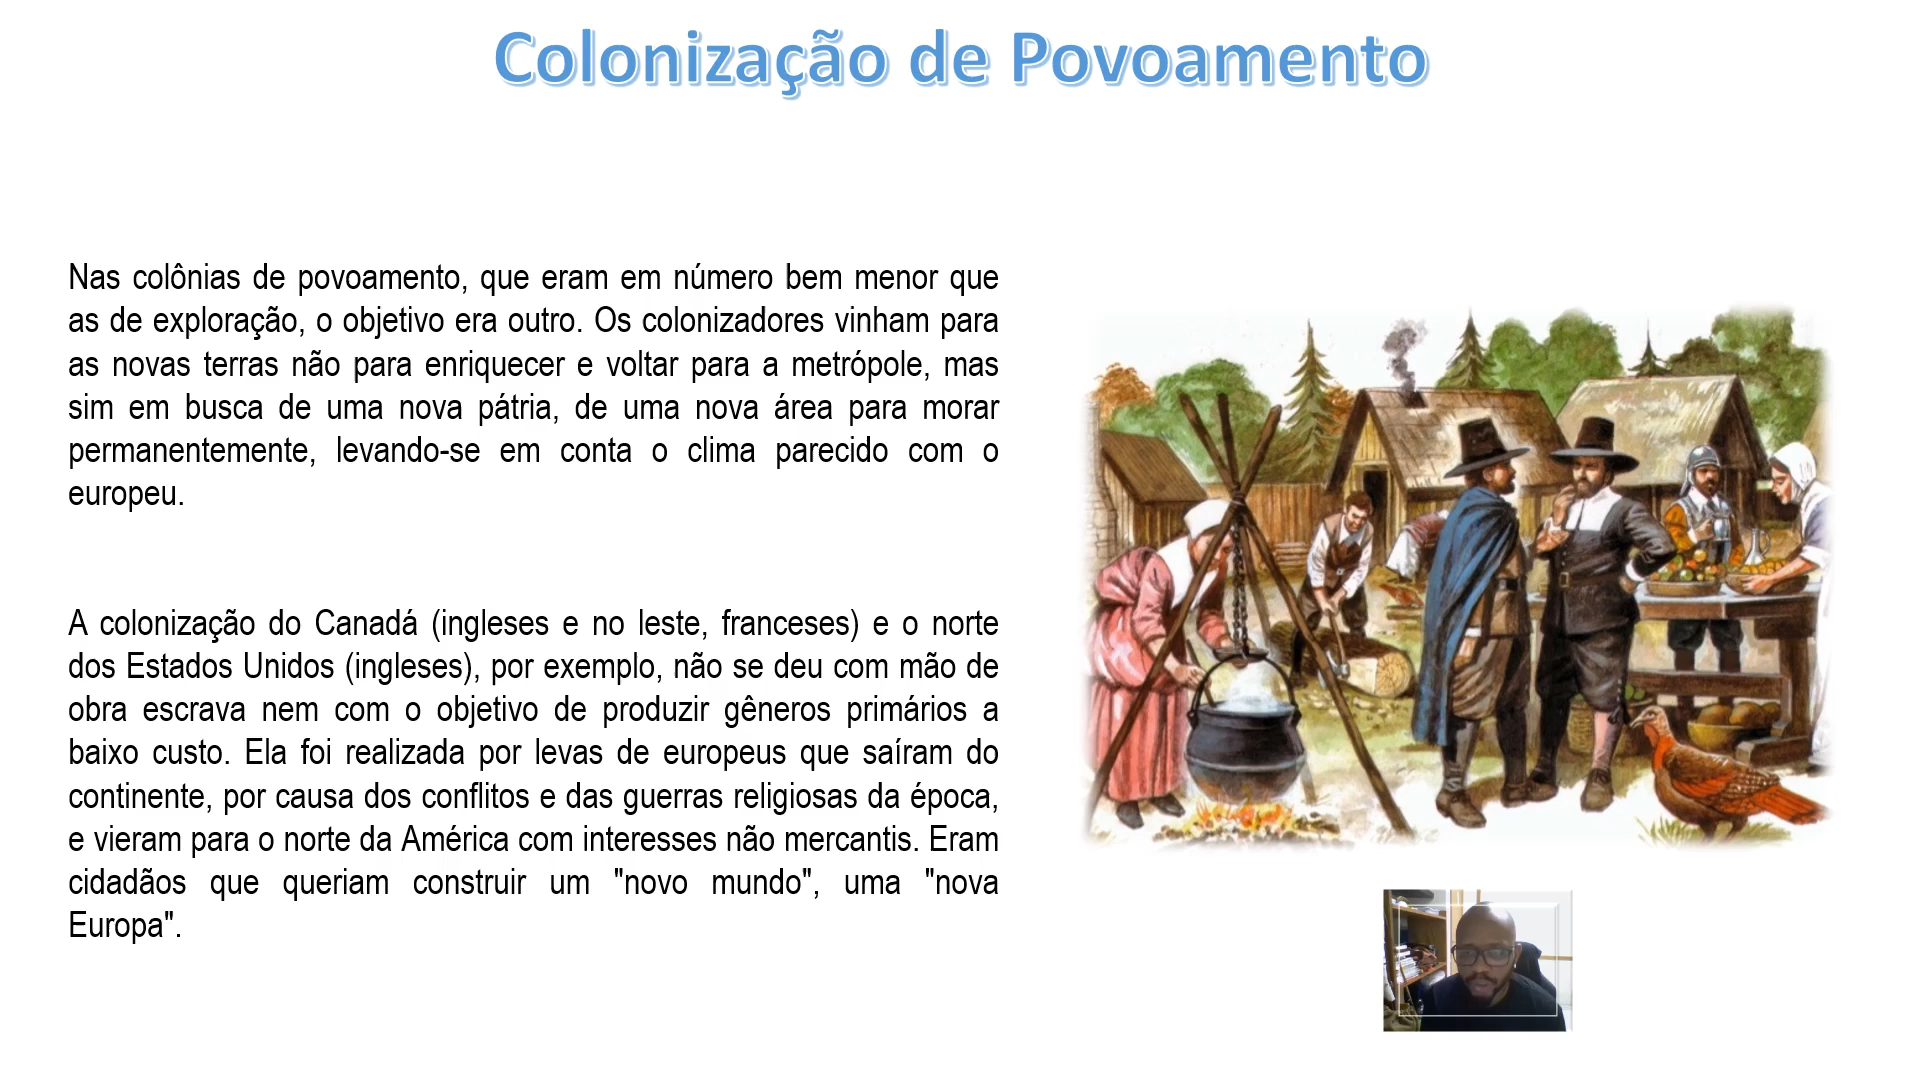 Colonização de Povoamento
Nas colônias de povoamento, que eram em número bem menor que
as de exploração, o objetivo era outro. Os colonizadores vinham para
as novas terras não para enriquecer e voltar para a metrópole, mas
sim em busca de uma nova pátria, de uma nova área para morar
permanentemente, levando-se em conta o clima parecido com o
europeu.
A colonização do Canadá (ingleses e no leste, franceses) e o norte
dos Estados Unidos (ingleses), por exemplo, não se deu com mão de
obra escrava nem com o objetivo de produzir gêneros primários a
baixo custo. Ela foi realizada por levas de europeus que saíram do
continente, por causa dos conflitos e das guerras religiosas da época,
e vieram para o norte da América com interesses não mercantis. Eram
cidadãos que queriam construir um "novo mundo", uma "nova
Europa".